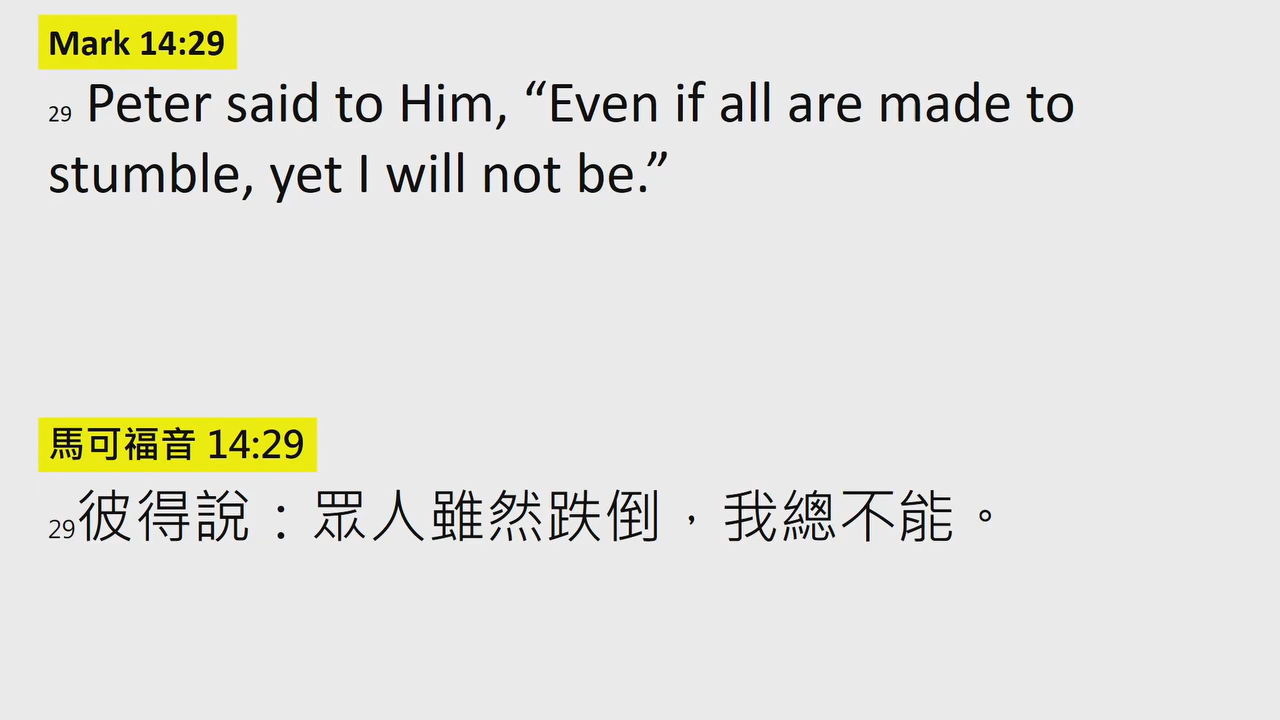 Mark 14:29
29 Peter said to Him, “Even if all are made to
stumble, yet I will not be.”
馬可福音 14:29
29彼得說：眾人雖然跌倒，我總不能。